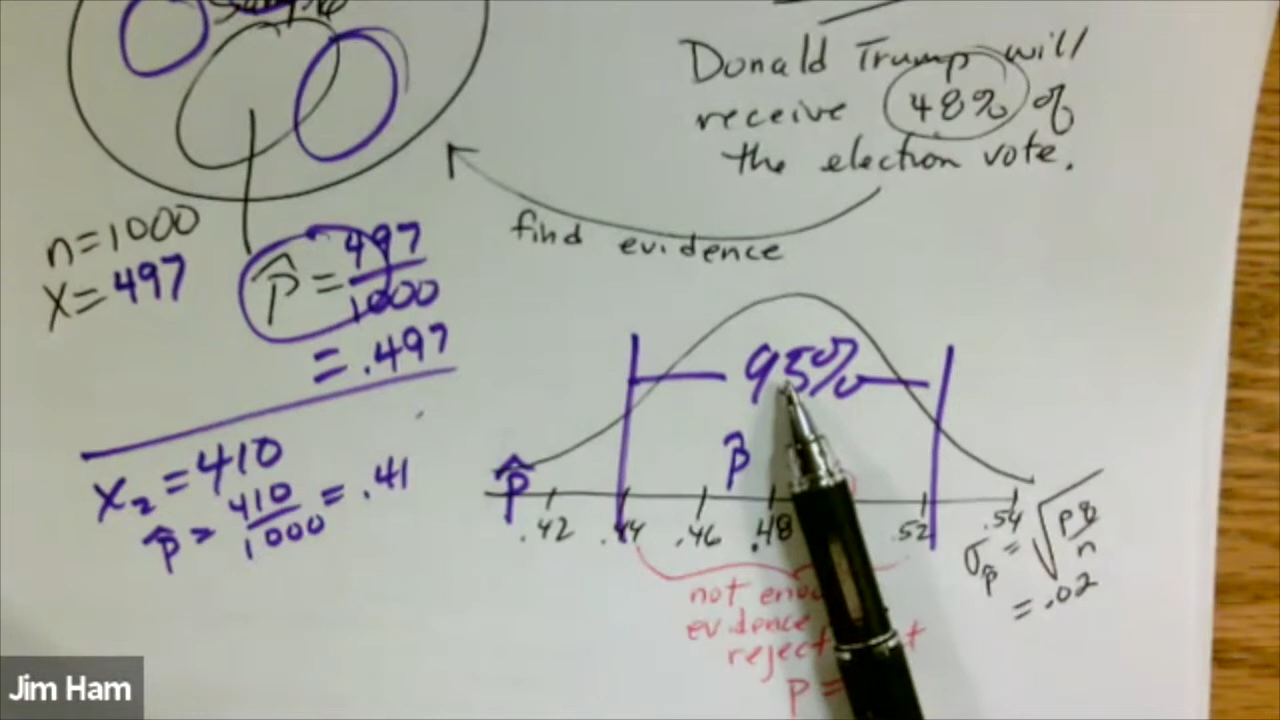 Sample
Donald Trump will
receive 48% of
the election vote.
find evidence
n=1000
X=497
p̂ = 497/1000
= .497
X₂ = 410
p̂ = 410/1000 = .41
95%
p̂
p̂
.42 .44 .46 .48 .52 .54
σp̂ = √pq/n
= .02
not
evidence
reject
p =
Jim Ham